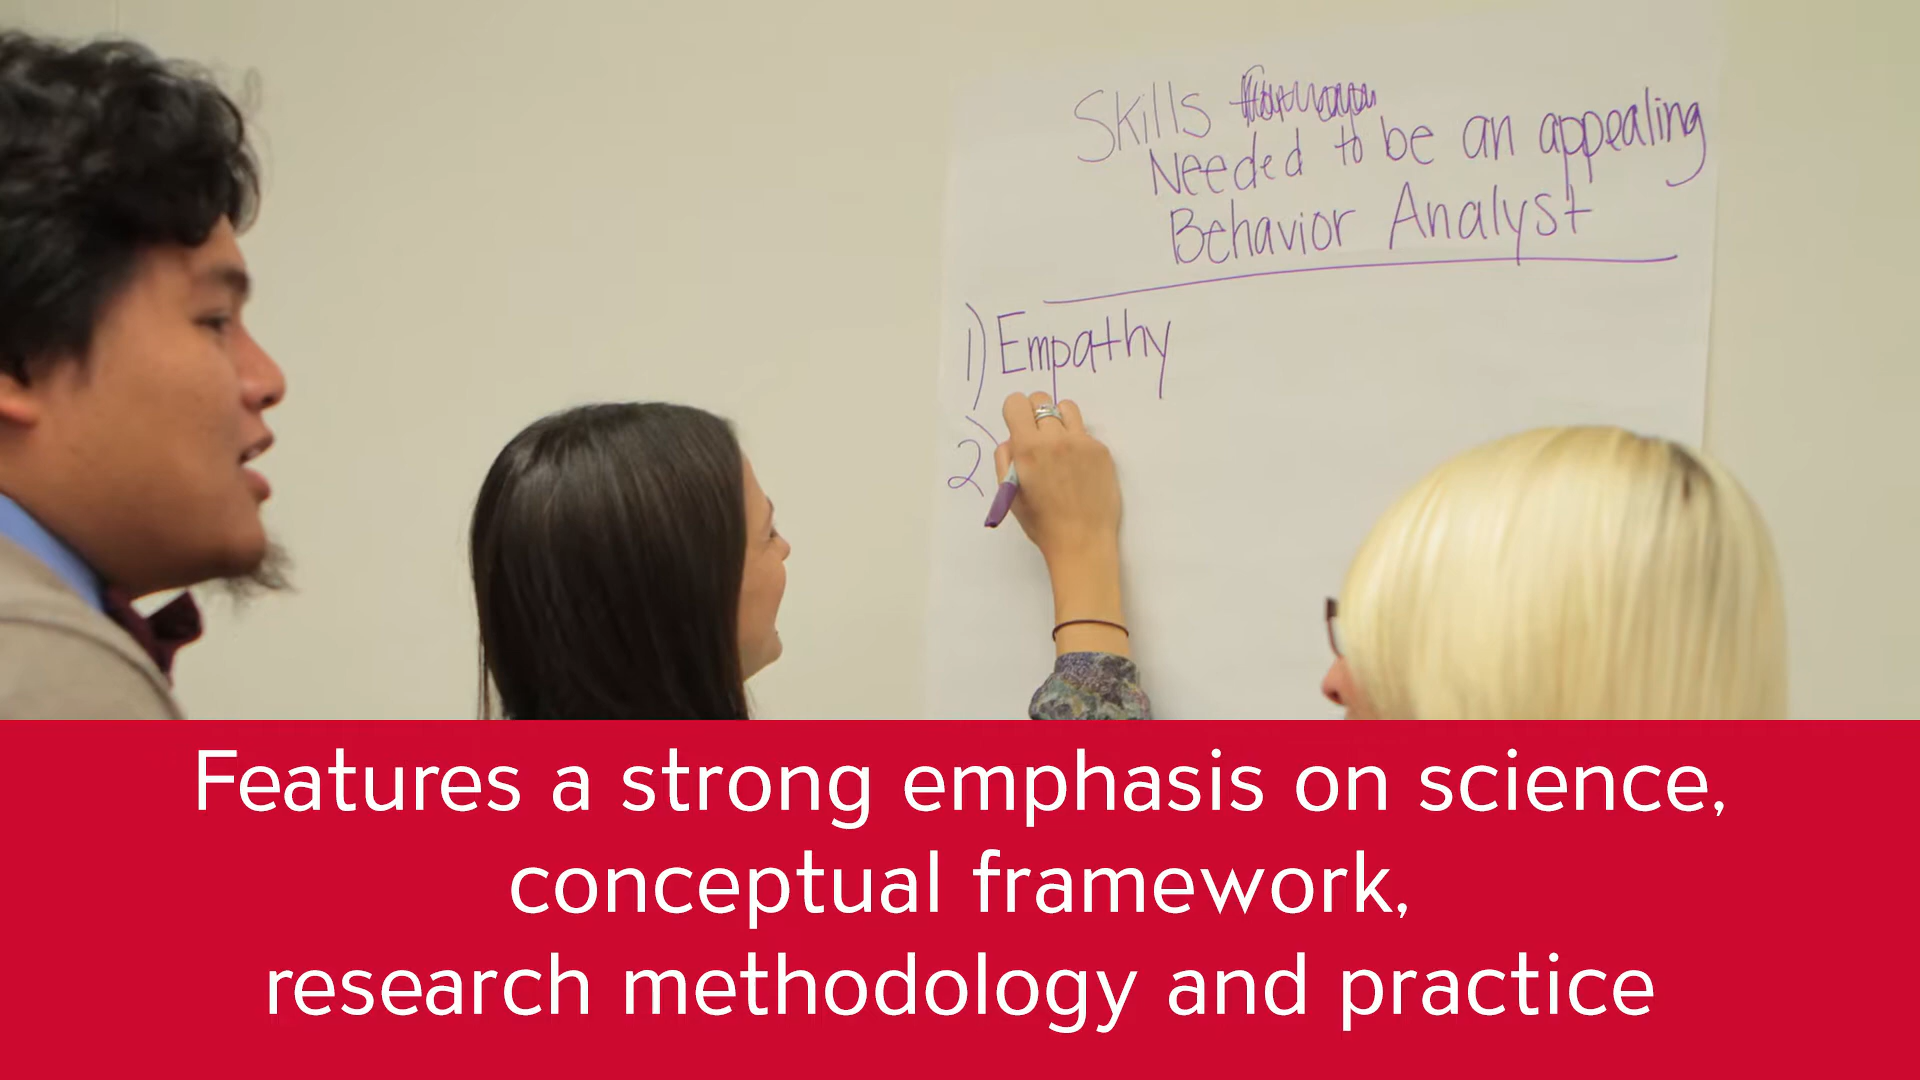 Skills
Needed to be an appealing
Behavior Analyst
1) Empathy
2)
Features a strong emphasis on science,
conceptual framework,
research methodology and practice